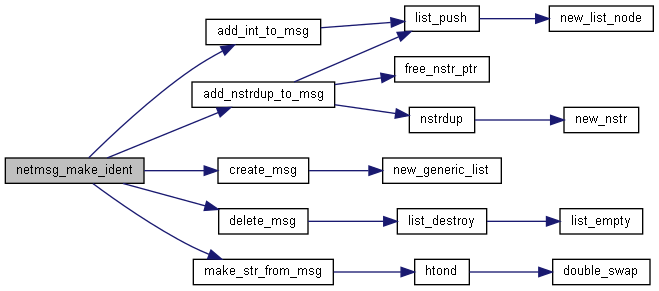 netmsg_make_ident
add_int_to_msg
list_push
new_list_node
add_nstrdup_to_msg
free_nstr_ptr
nstrdup
new_nstr
create_msg
new_generic_list
delete_msg
list_destroy
list_empty
make_str_from_msg
htond
double_swap